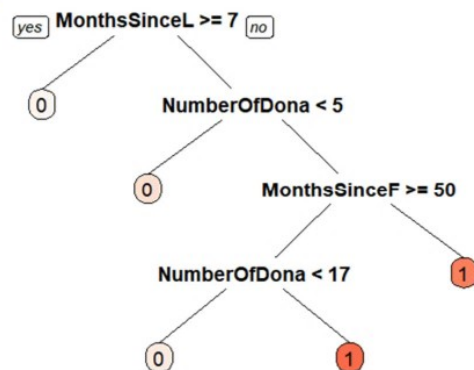 yes MonthsSinceL >= 7 no
0
NumberOfDona < 5
0
MonthsSinceF >= 50
NumberOfDona < 17
1
0
1